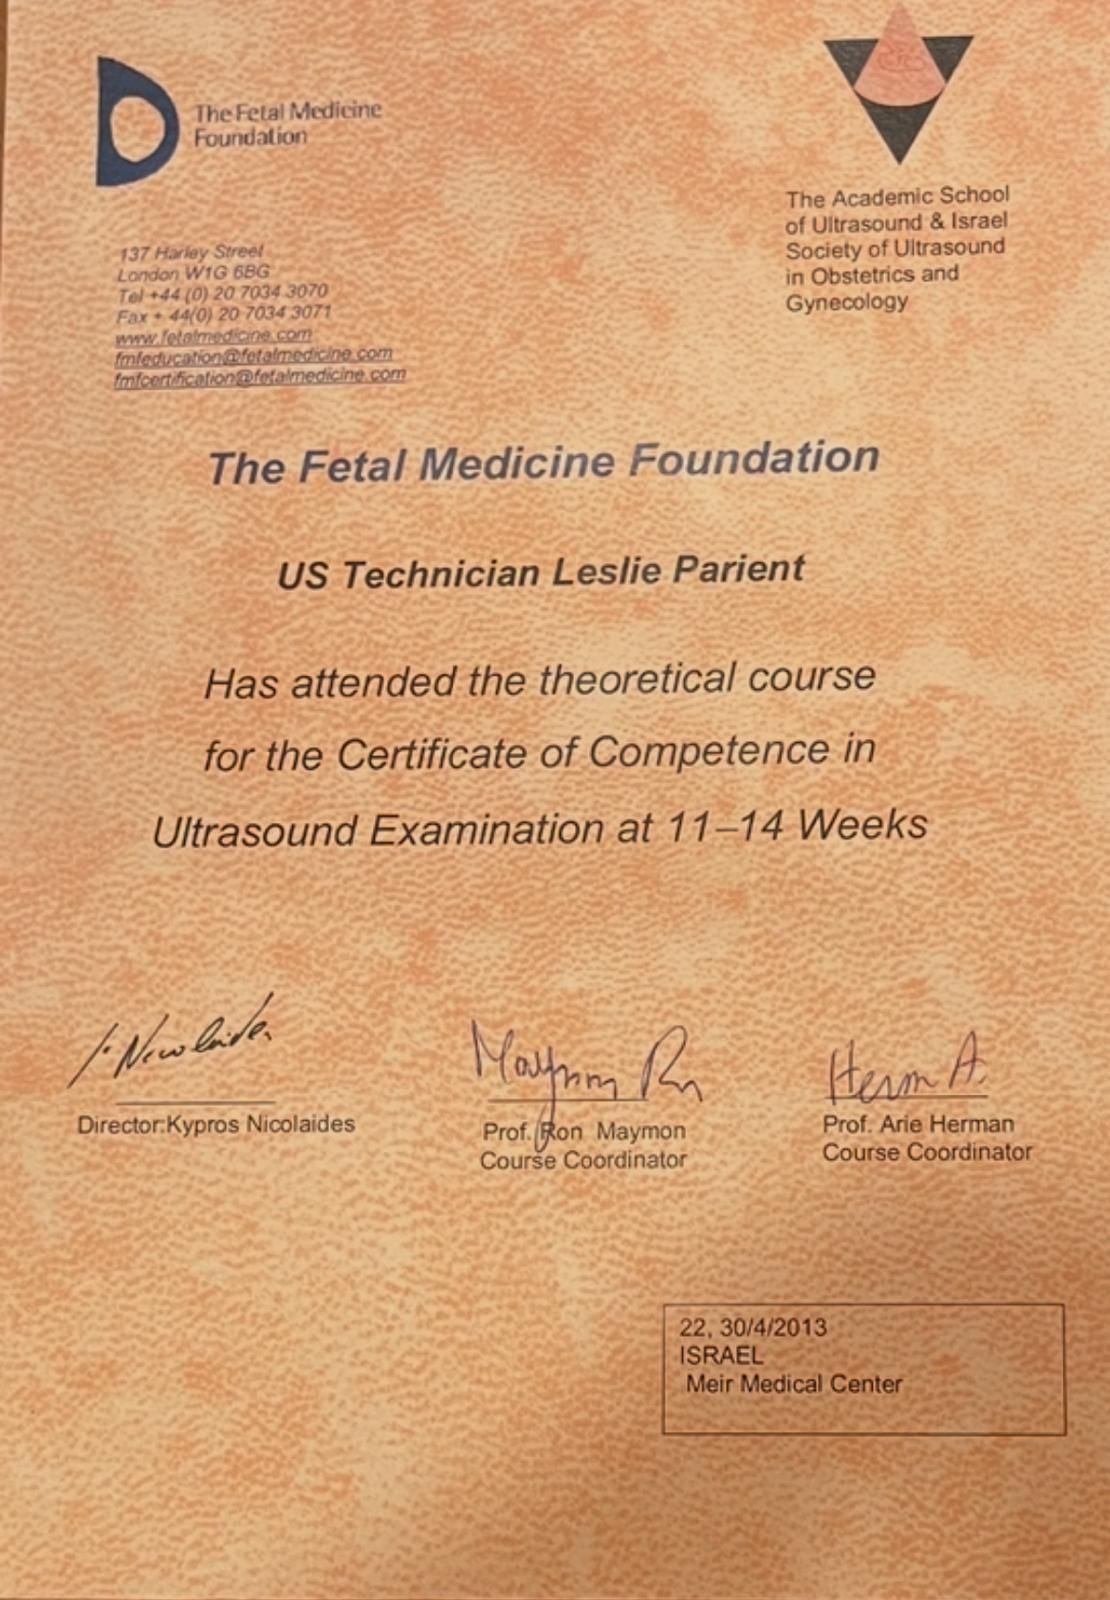 The Fetal Medicine
Foundation
The Academic School
of Ultrasound & Israel
Society of Ultrasound
in Obstetrics and
Gynecology
137 Harley Street
London W1G 6BG
Tel +44 (0) 20 7034 3070
Fax + 44(0) 20 7034 3071
www.fetalmedicine.com
fmfeducation@fetalmedicine.com
fmfcertification@fetalmedicine.com
The Fetal Medicine Foundation
US Technician Leslie Parient
Has attended the theoretical course
for the Certificate of Competence in
Ultrasound Examination at 11–14 Weeks
Nicolaides
Maymon Rn
Herm A.
Director:Kypros Nicolaides
Prof. Ron Maymon
Course Coordinator
Prof. Arie Herman
Course Coordinator
22, 30/4/2013
ISRAEL
Meir Medical Center